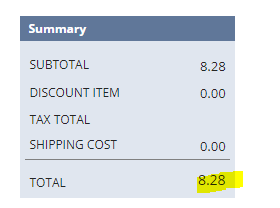 Summary
SUBTOTAL 8.28
DISCOUNT ITEM 0.00
TAX TOTAL
SHIPPING COST 0.00
TOTAL 8.28